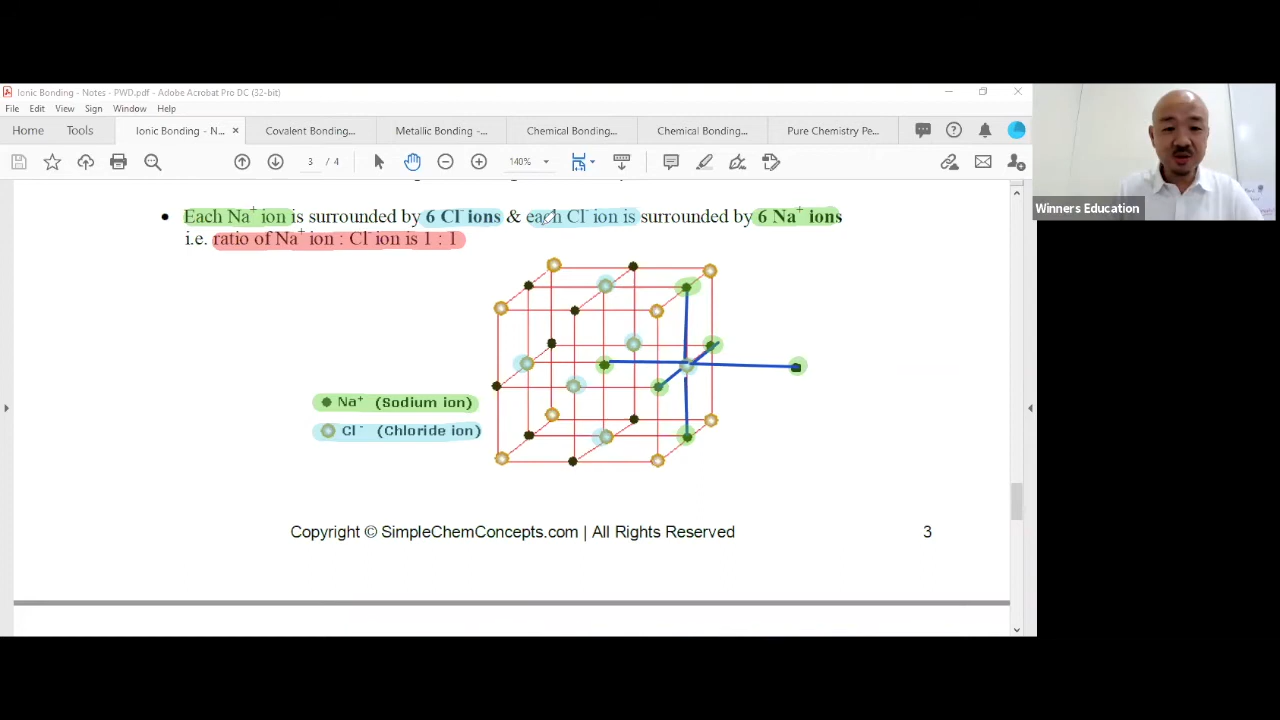 Ionic Bonding - Notes - PWD.pdf - Adobe Acrobat Pro DC (32-bit)
File Edit View Sign Window Help
Home Tools Ionic Bonding - N... × Covalent Bonding... Metallic Bonding -... Chemical Bonding... Chemical Bonding... Pure Chemistry Pe...
3 / 4 140%
Winners Education
• Each Na⁺ ion is surrounded by 6 Cl⁻ ions & each Cl⁻ ion is surrounded by 6 Na⁺ ions
i.e. ratio of Na⁺ ion : Cl⁻ ion is 1 : 1
Na⁺ (Sodium ion)
Cl⁻ (Chloride ion)
Copyright © SimpleChemConcepts.com | All Rights Reserved 3